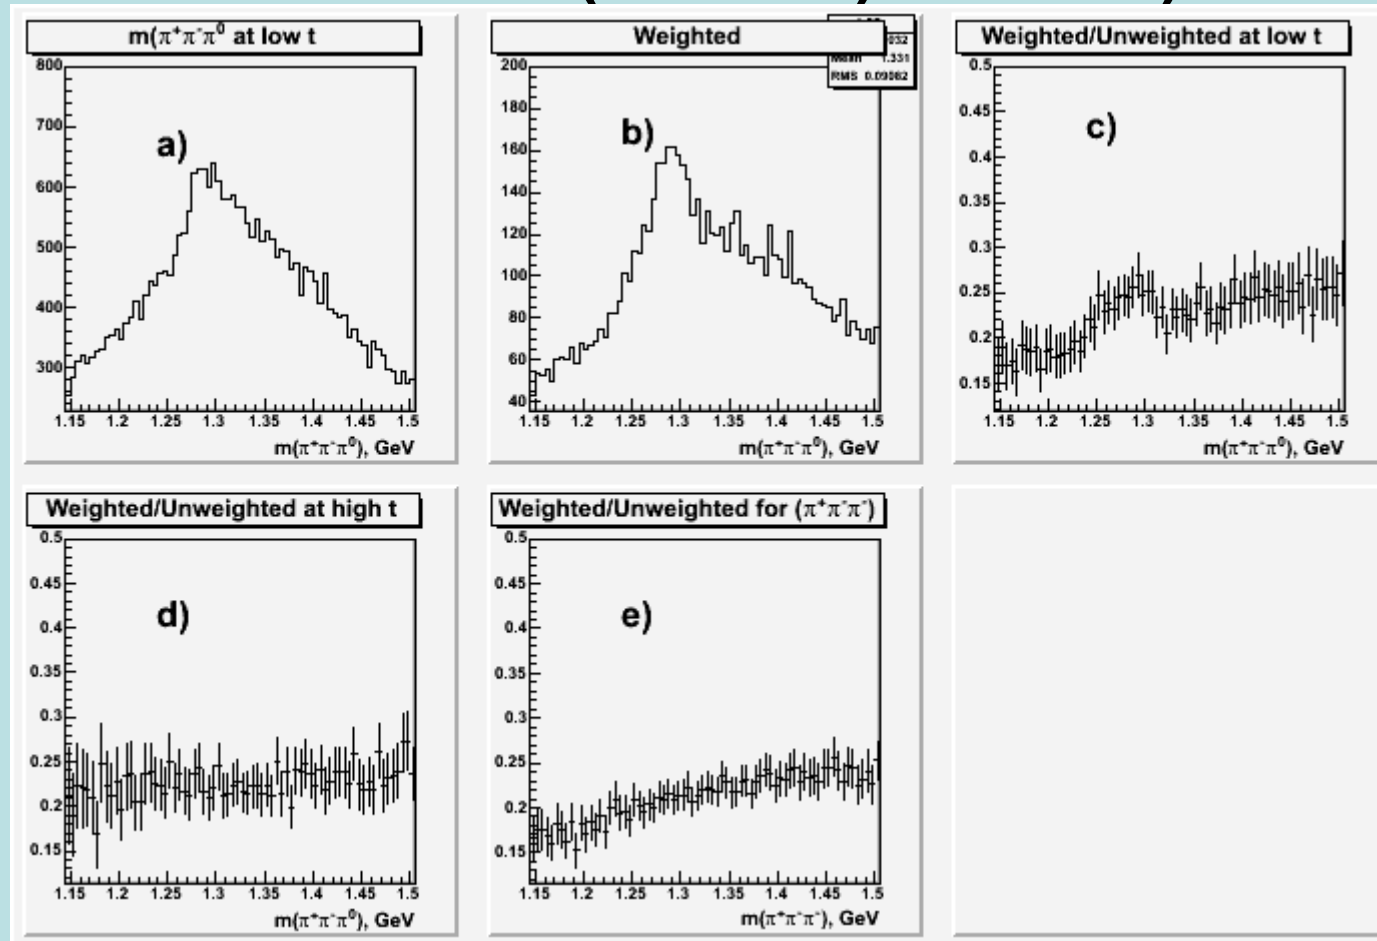 m(π⁺π⁻π⁰ at low t
800
700
600
500
400
300
a)
1.15 1.2 1.25 1.3 1.35 1.4 1.45 1.5
m(π⁺π⁻π⁰), GeV
Weighted
Mean 1.331
RMS 0.09082
200
180
160
140
120
100
80
60
40
b)
1.15 1.2 1.25 1.3 1.35 1.4 1.45 1.5
m(π⁺π⁻π⁰), GeV
Weighted/Unweighted at low t
0.5
0.45
0.4
0.35
0.3
0.25
0.2
0.15
c)
1.15 1.2 1.25 1.3 1.35 1.4 1.45 1.5
m(π⁺π⁻π⁰), GeV
Weighted/Unweighted at high t
0.5
0.45
0.4
0.35
0.3
0.25
0.2
0.15
d)
1.15 1.2 1.25 1.3 1.35 1.4 1.45 1.5
m(π⁺π⁻π⁰), GeV
Weighted/Unweighted for (π⁺π⁻π⁻)
0.5
0.45
0.4
0.35
0.3
0.25
0.2
0.15
e)
1.15 1.2 1.25 1.3 1.35 1.4 1.45 1.5
m(π⁺π⁻π⁻), GeV